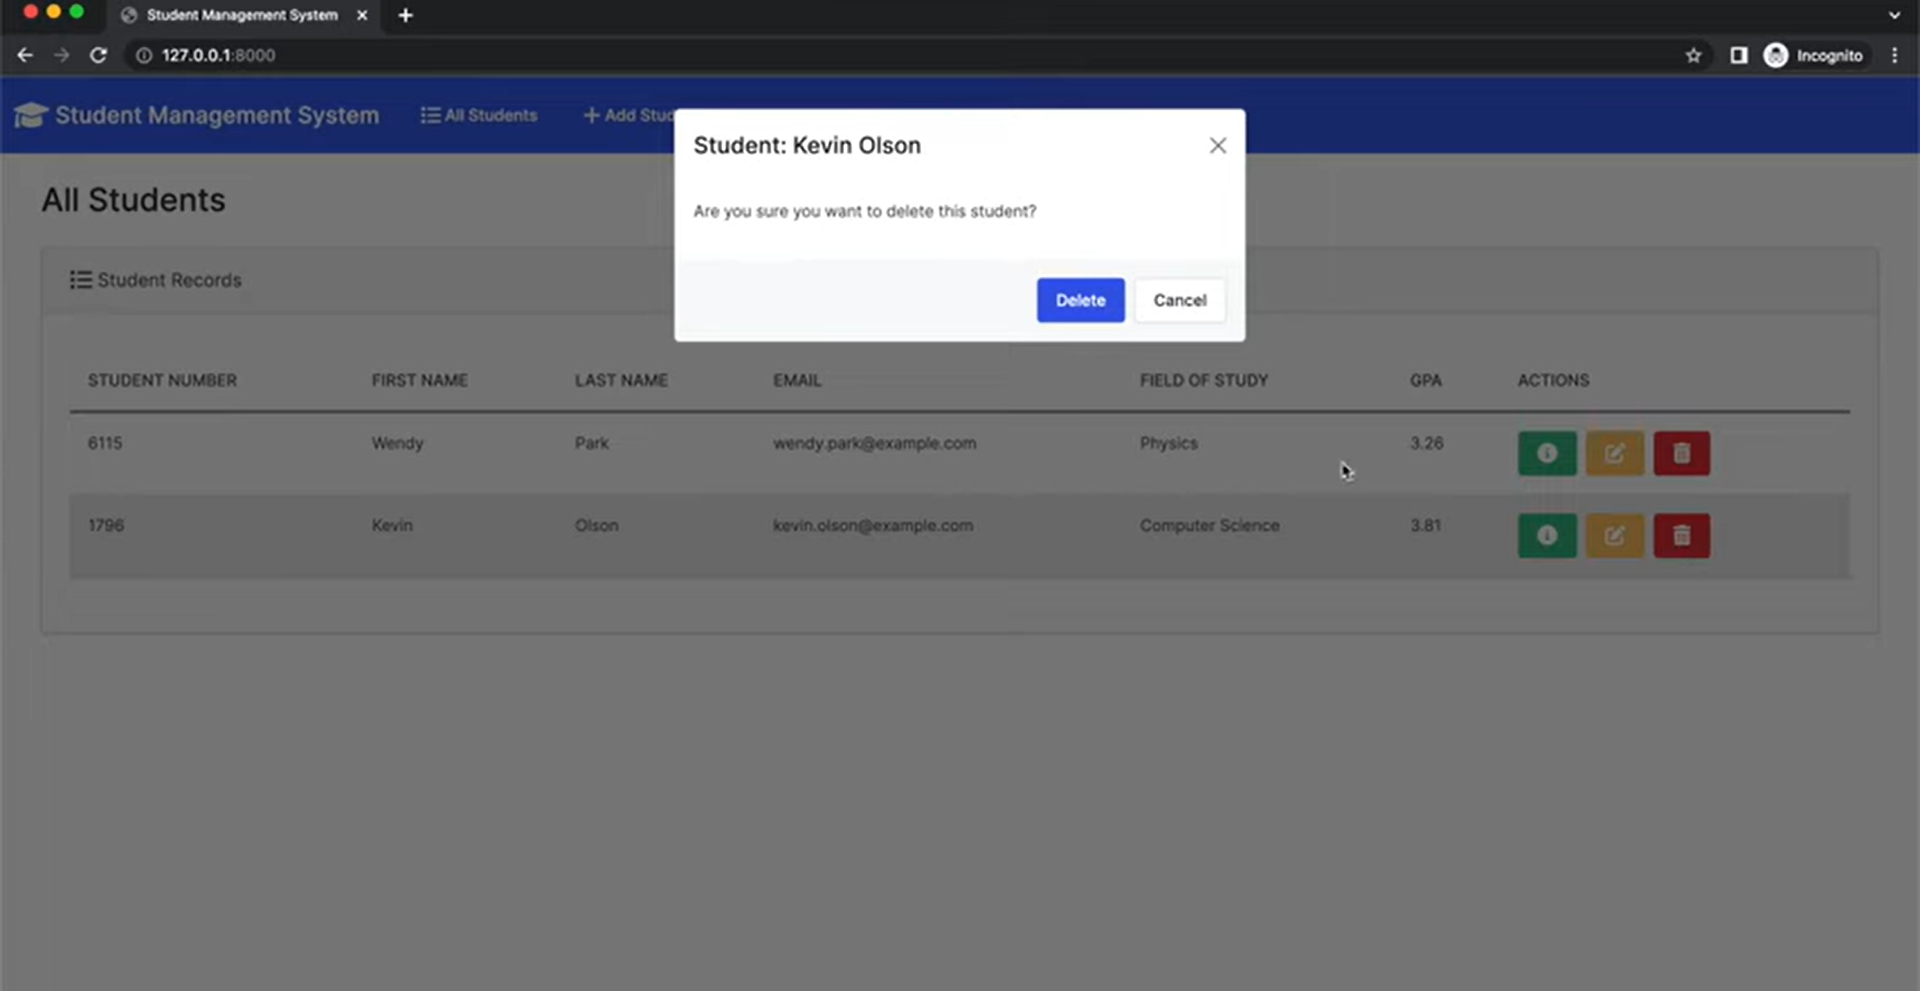 Student Management System
127.0.0.1:8000
Incognito
Student Management System
All Students
Add Stud
Student: Kevin Olson
Are you sure you want to delete this student?
Delete
Cancel
All Students
Student Records
STUDENT NUMBER FIRST NAME LAST NAME EMAIL FIELD OF STUDY GPA ACTIONS
6115 Wendy Park wendy.park@example.com Physics 3.26
1796 Kevin Olson kevin.olson@example.com Computer Science 3.81